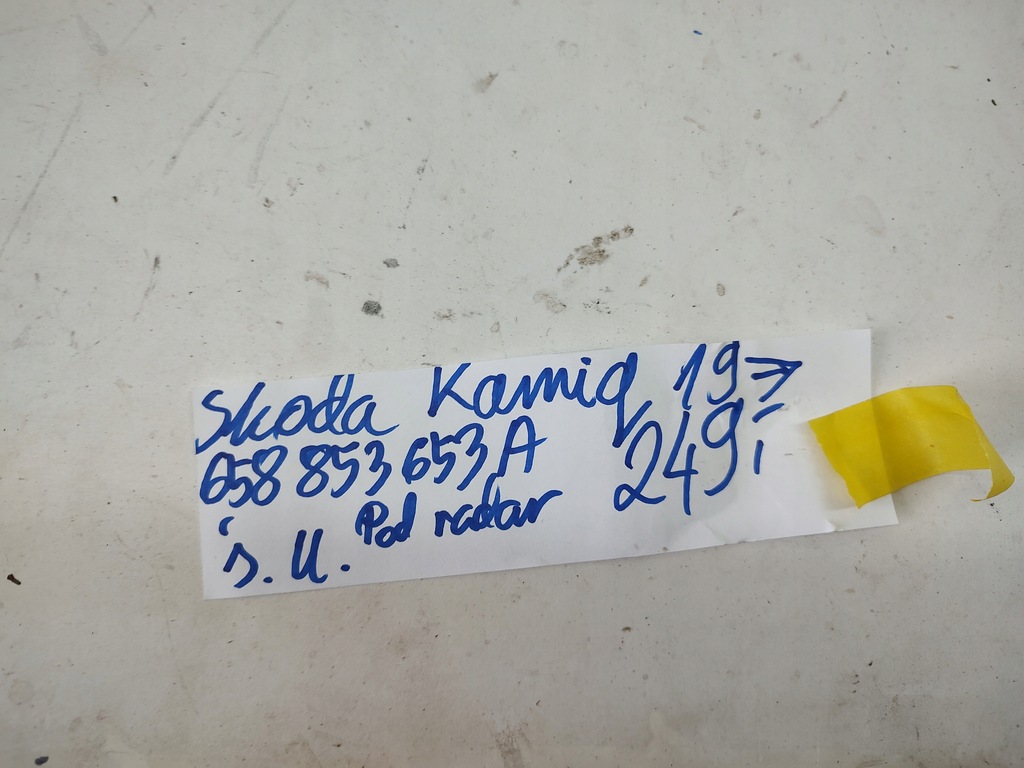 Skoda Kamiq 19→
658 853 653 A 249,-
s. U. Pod radar